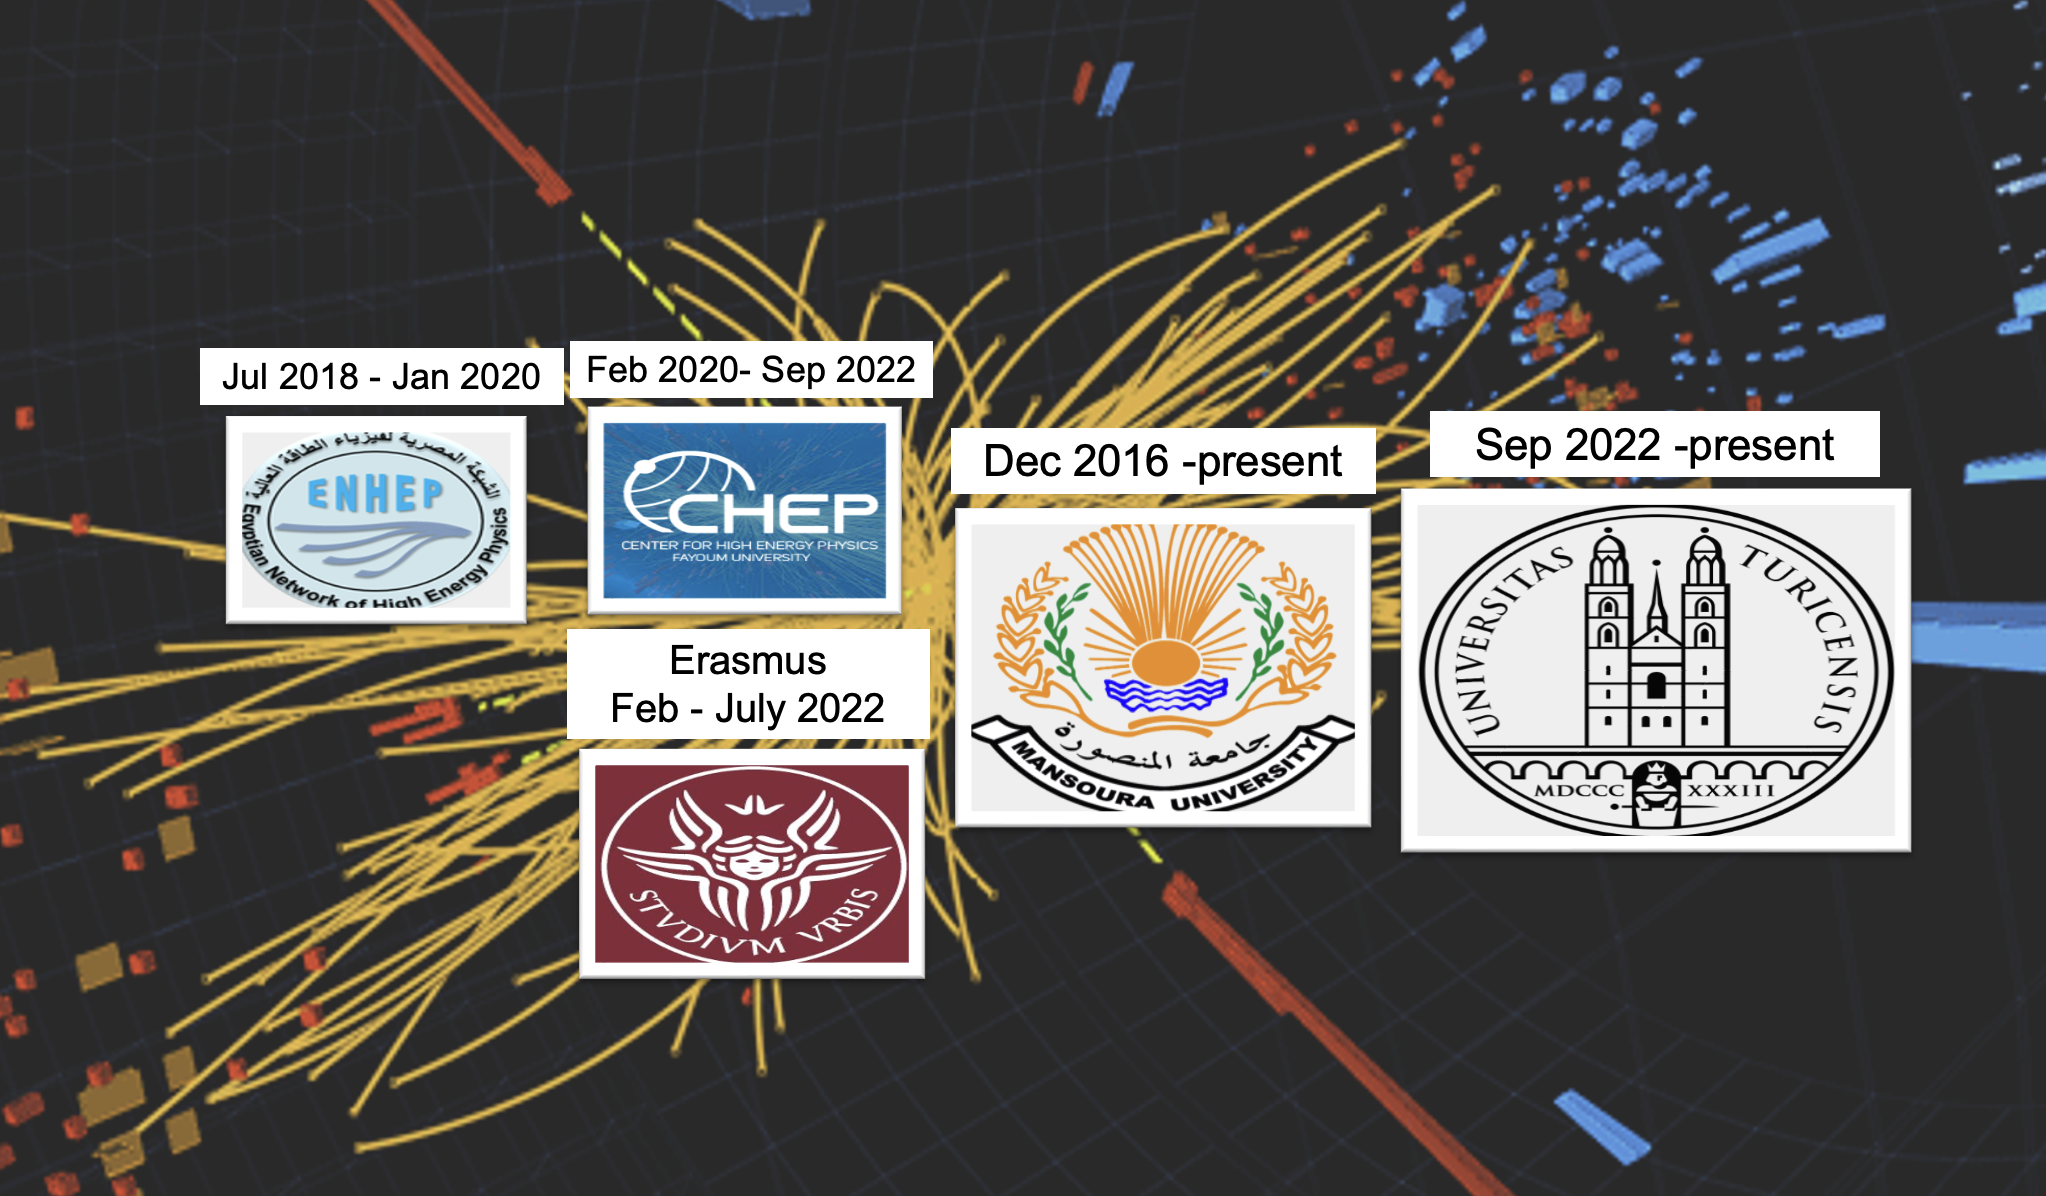 Jul 2018 - Jan 2020
الشبكة المصرية لفيزياء الطاقة العالية
ENHEP
Egyptian Network of High Energy Physics
Feb 2020- Sep 2022
CHEP
CENTER FOR HIGH ENERGY PHYSICS
FAYOUM UNIVERSITY
Erasmus
Feb - July 2022
STVDIVM VRBIS
Dec 2016 -present
جامعة المنصورة
MANSOURA UNIVERSITY
Sep 2022 -present
UNIVERSITAS TURICENSIS
MDCCC XXXIII